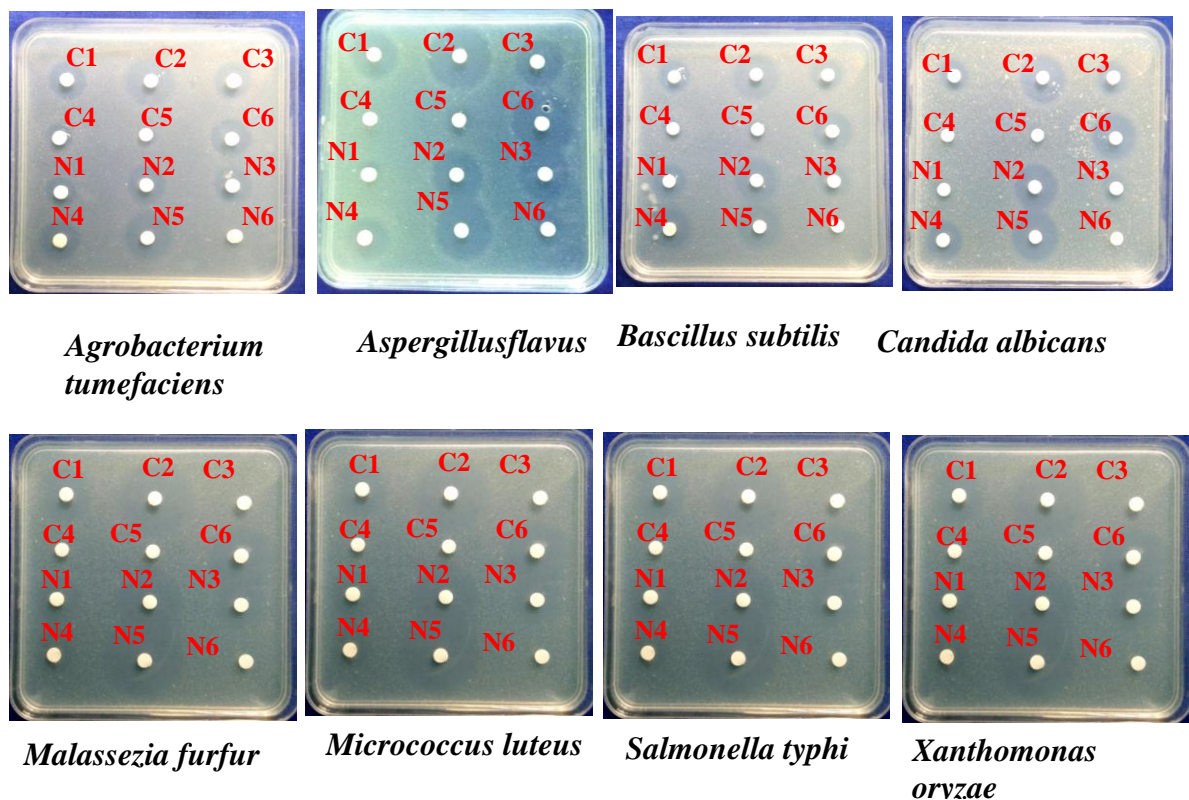 C1 C2 C3
C4 C5 C6
N1 N2 N3
N4 N5 N6
C1 C2 C3
C4 C5 C6
N1 N2 N3
N4 N5 N6
C1 C2 C3
C4 C5 C6
N1 N2 N3
N4 N5 N6
C1 C2 C3
C4 C5 C6
N1 N2 N3
N4 N5 N6
Agrobacterium
tumefaciens
Aspergillusflavus
Bascillus subtilis
Candida albicans
C1 C2 C3
C4 C5 C6
N1 N2 N3
N4 N5 N6
C1 C2 C3
C4 C5 C6
N1 N2 N3
N4 N5 N6
C1 C2 C3
C4 C5 C6
N1 N2 N3
N4 N5 N6
C1 C2 C3
C4 C5 C6
N1 N2 N3
N4 N5 N6
Malassezia furfur
Micrococcus luteus
Salmonella typhi
Xanthomonas
oryzae